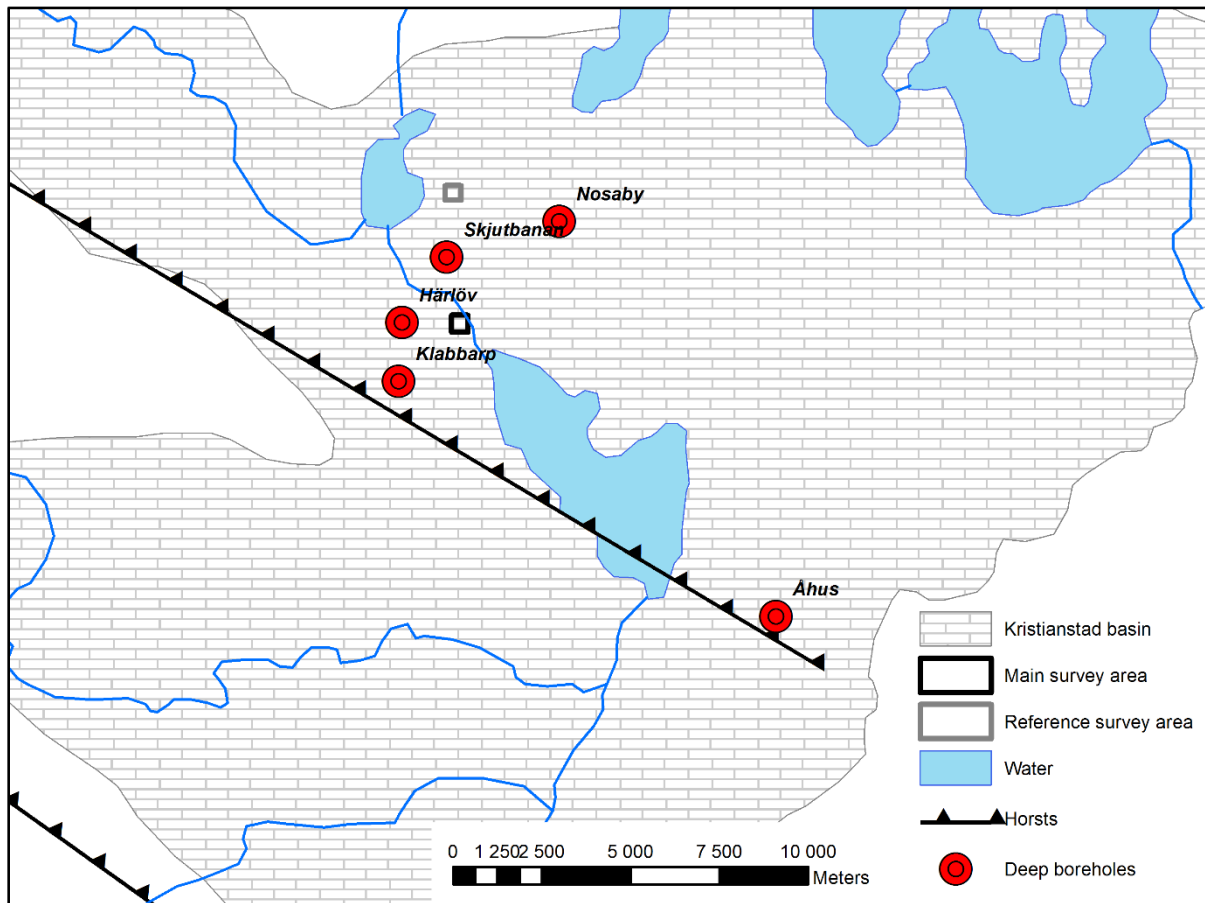 Nosaby
Skjutbanan
Härlöv
Klabbarp
Åhus
Kristianstad basin
Main survey area
Reference survey area
Water
Horsts
Deep boreholes
0 1 250 2 500 5 000 7 500 10 000
Meters